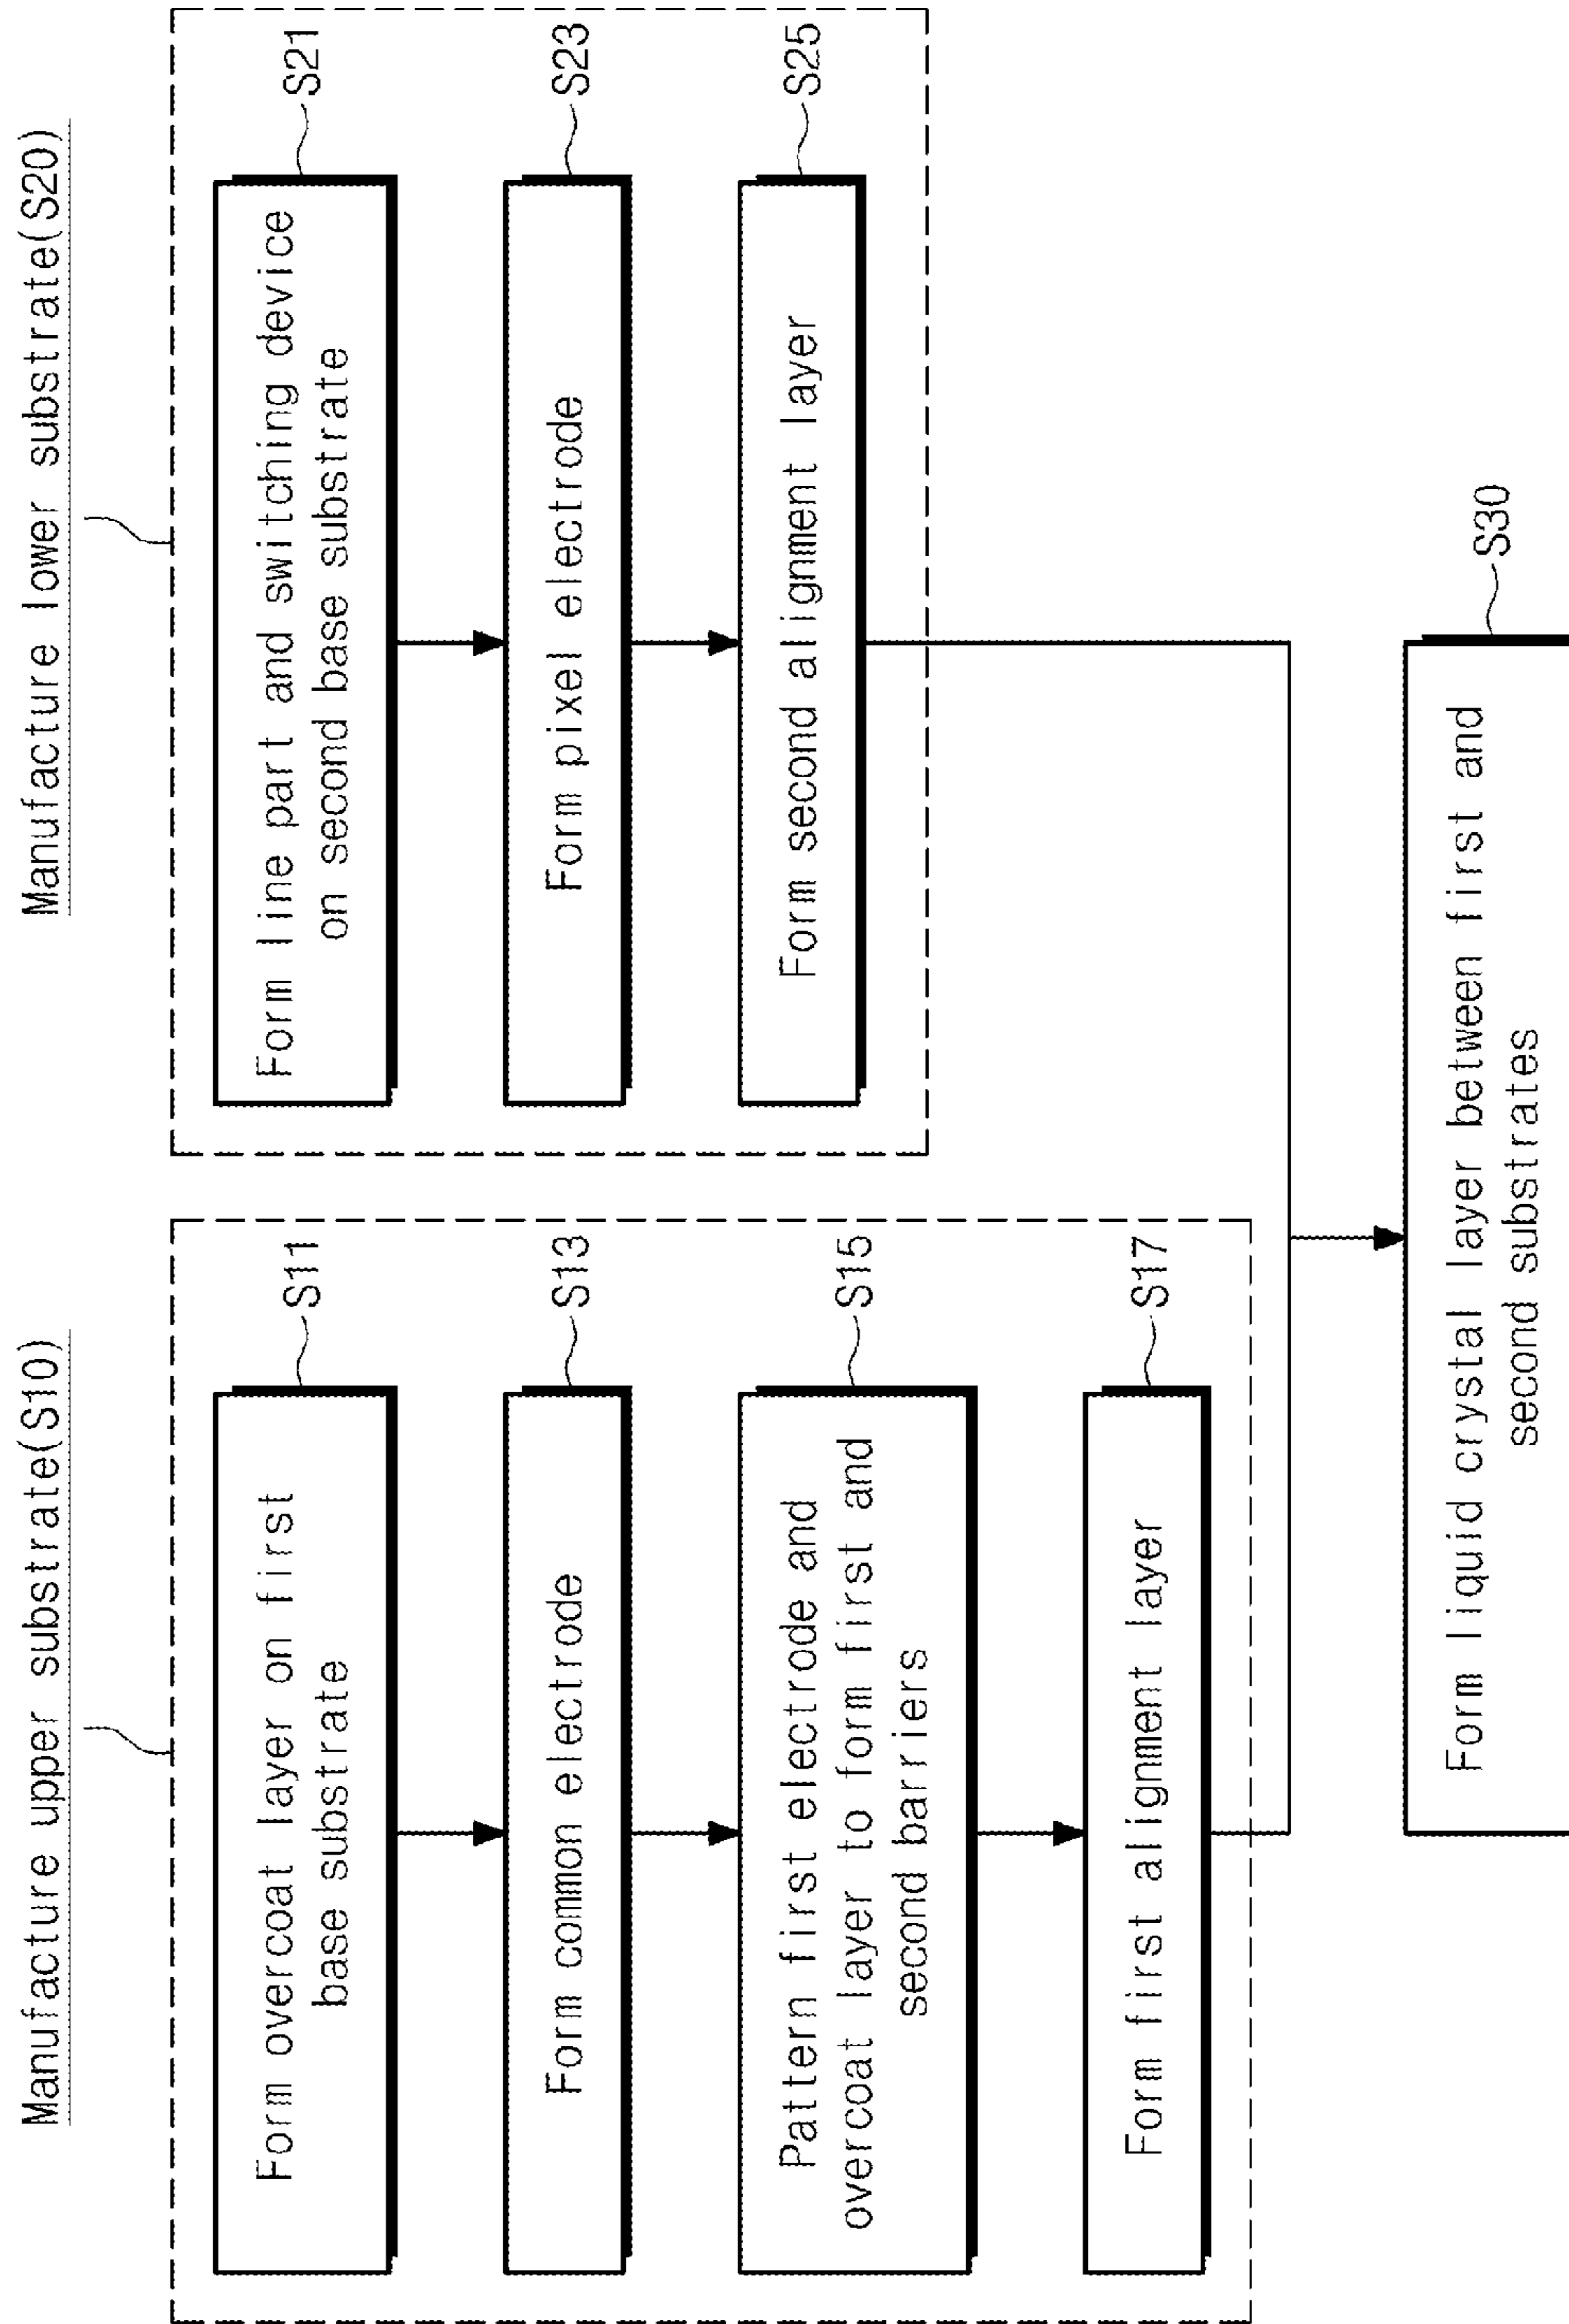 Manufacture upper substrate(S10)
Form overcoat layer on first
base substrate
S11
Form common electrode
S13
Pattern first electrode and
overcoat layer to form first and
second barriers
S15
Form first alignment layer
S17
Manufacture lower substrate(S20)
Form line part and switching device
on second base substrate
S21
Form pixel electrode
S23
Form second alignment layer
S25
Form liquid crystal layer between first and
second substrates
S30